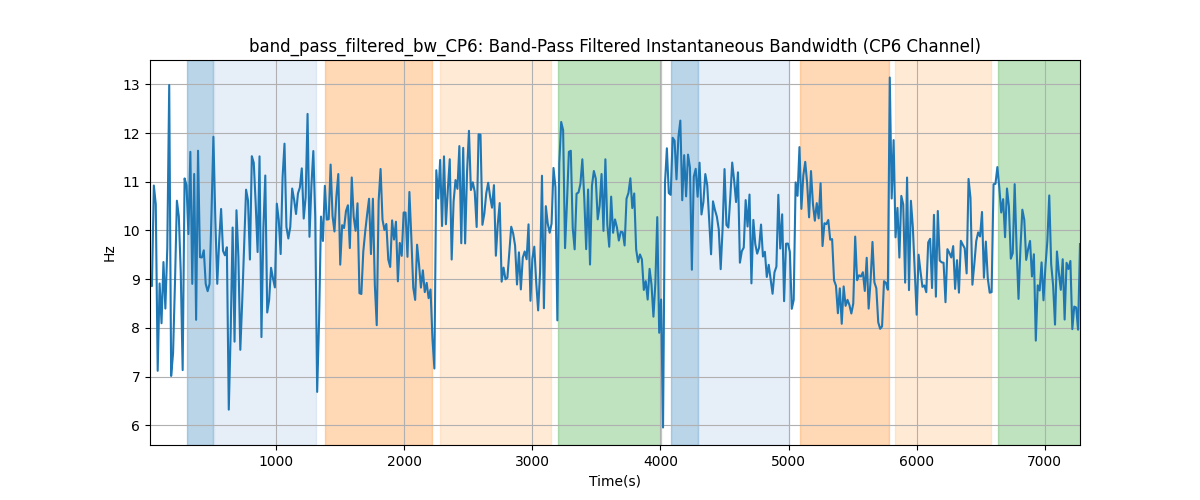 band_pass_filtered_bw_CP6: Band-Pass Filtered Instantaneous Bandwidth (CP6 Channel)
13
12
11
10
9
8
7
6
Hz
1000 2000 3000 4000 5000 6000 7000
Time(s)